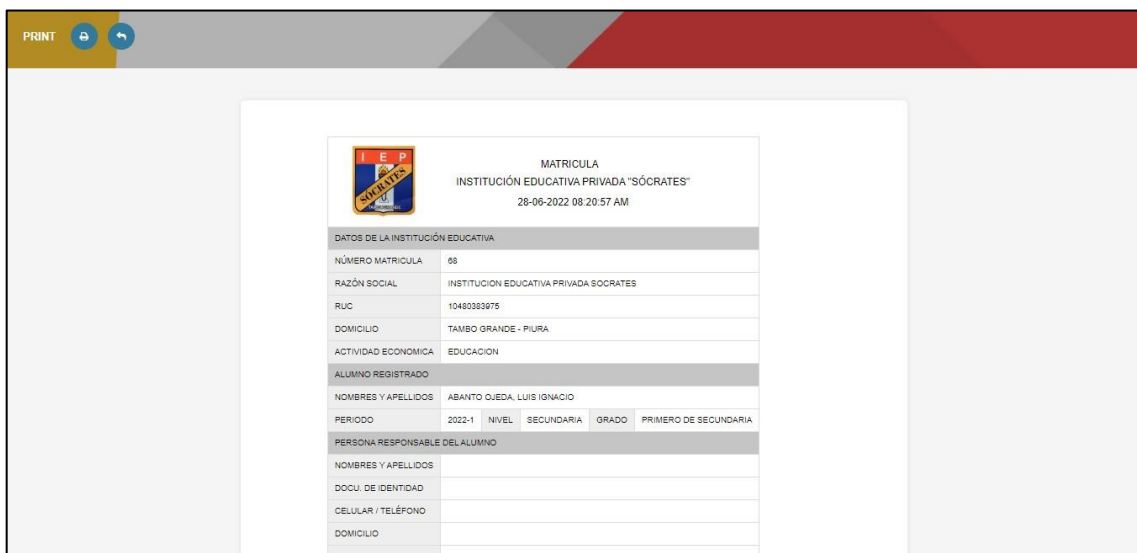 PRINT
I E P
SÓCRATES
MATRICULA
INSTITUCIÓN EDUCATIVA PRIVADA "SÓCRATES"
28-06-2022 08:20:57 AM
DATOS DE LA INSTITUCIÓN EDUCATIVA
NÚMERO MATRICULA 68
RAZÓN SOCIAL INSTITUCION EDUCATIVA PRIVADA SOCRATES
RUC 10480383975
DOMICILIO TAMBO GRANDE - PIURA
ACTIVIDAD ECONOMICA EDUCACION
ALUMNO REGISTRADO
NOMBRES Y APELLIDOS ABANTO OJEDA, LUIS IGNACIO
PERIODO 2022-1 NIVEL SECUNDARIA GRADO PRIMERO DE SECUNDARIA
PERSONA RESPONSABLE DEL ALUMNO
NOMBRES Y APELLIDOS
DOCU. DE IDENTIDAD
CELULAR / TELÉFONO
DOMICILIO